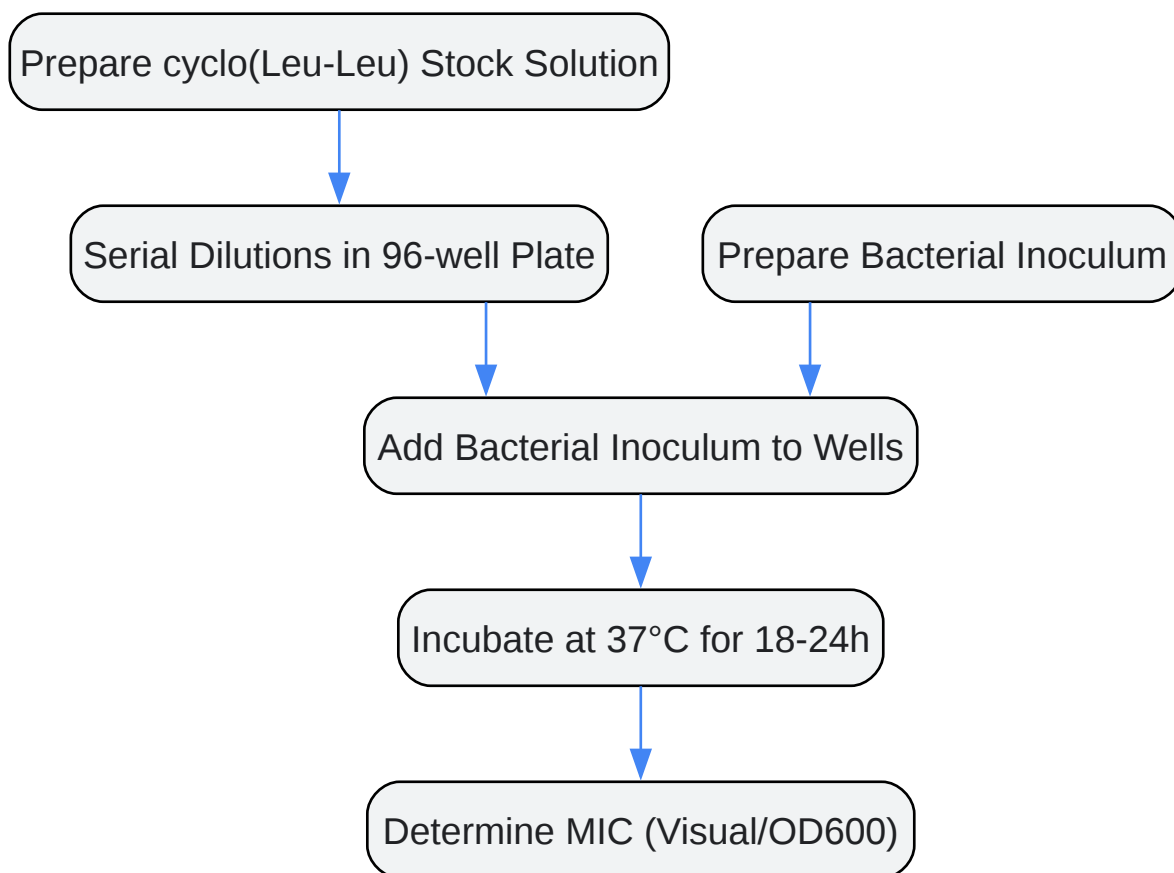 Prepare cyclo(Leu-Leu) Stock Solution
Serial Dilutions in 96-well Plate
Prepare Bacterial Inoculum
Add Bacterial Inoculum to Wells
Incubate at 37°C for 18-24h
Determine MIC (Visual/OD600)